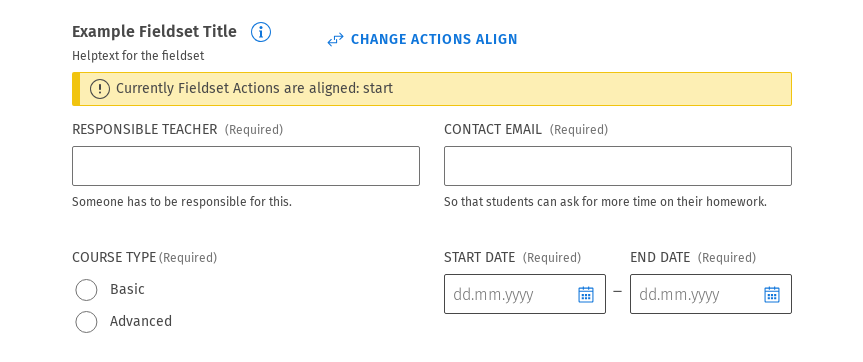 Example Fieldset Title
CHANGE ACTIONS ALIGN
Helptext for the fieldset
Currently Fieldset Actions are aligned: start
RESPONSIBLE TEACHER (Required)
CONTACT EMAIL (Required)
Someone has to be responsible for this.
So that students can ask for more time on their homework.
COURSE TYPE (Required)
START DATE (Required)
END DATE (Required)
Basic
dd.mm.yyyy – dd.mm.yyyy
Advanced